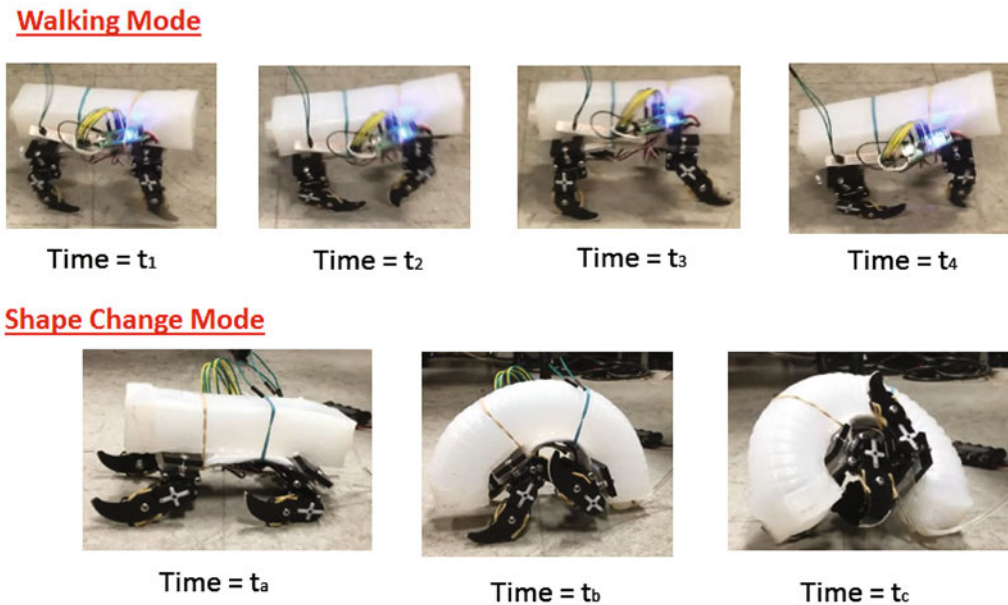 Walking Mode
Time = t₁
Time = t₂
Time = t₃
Time = t₄
Shape Change Mode
Time = tₐ
Time = t_b
Time = t_c